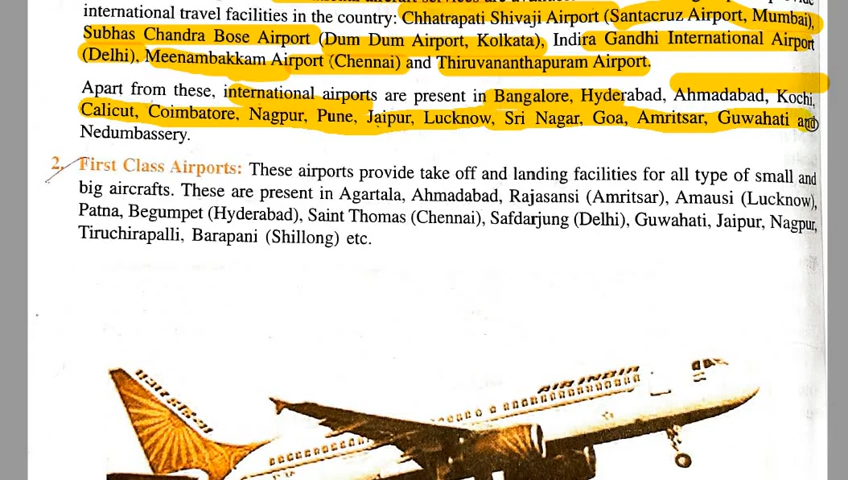 international travel facilities in the country: Chhatrapati Shivaji Airport (Santacruz Airport, Mumbai),
Subhas Chandra Bose Airport (Dum Dum Airport, Kolkata), Indira Gandhi International Airport
(Delhi), Meenambakkam Airport (Chennai) and Thiruvananthapuram Airport.
Apart from these, international airports are present in Bangalore, Hyderabad, Ahmadabad, Kochi,
Calicut, Coimbatore, Nagpur, Pune, Jaipur, Lucknow, Sri Nagar, Goa, Amritsar, Guwahati and
Nedumbassery.
2. First Class Airports: These airports provide take off and landing facilities for all type of small and
big aircrafts. These are present in Agartala, Ahmadabad, Rajasansi (Amritsar), Amausi (Lucknow),
Patna, Begumpet (Hyderabad), Saint Thomas (Chennai), Safdarjung (Delhi), Guwahati, Jaipur, Nagpur,
Tiruchirapalli, Barapani (Shillong) etc.
AIR INDIA